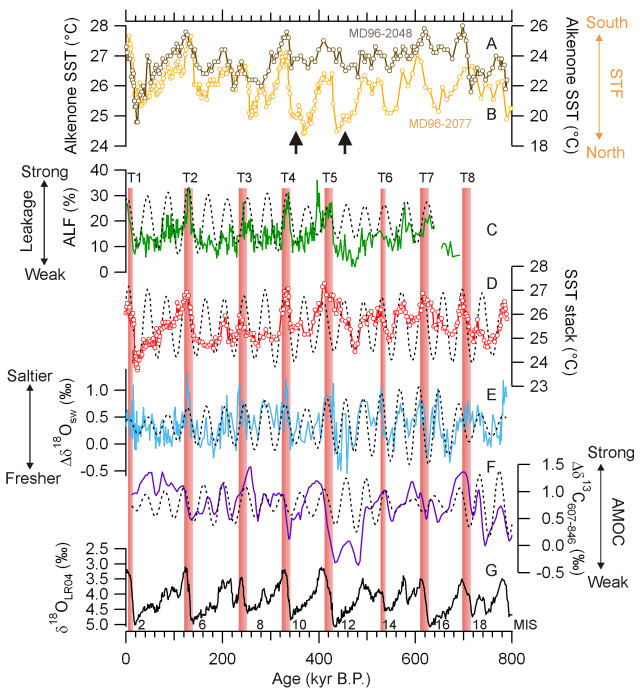 Alkenone SST (°C)
28
27
26
25
24
MD96-2048
A
B
MD96-2077
26
24
22
20
18
Alkenone SST (°C)
South
STF
North
Strong
Leakage
Weak
ALF (%)
40
30
20
10
0
T1 T2 T3 T4 T5 T6 T7 T8
C
D
28
27
26
25
24
23
SST stack (°C)
Saltier
Fresher
Δδ18Osw (‰)
1.0
0.5
0.0
-0.5
E
F
1.5
1.0
0.5
0.0
-0.5
Δδ13C607-846 (‰)
Strong
AMOC
Weak
δ18OLR04 (‰)
2.5
3.0
3.5
4.0
4.5
5.0
G
2 6 8 10 12 14 16 18 MIS
0 200 400 600 800
Age (kyr B.P.)